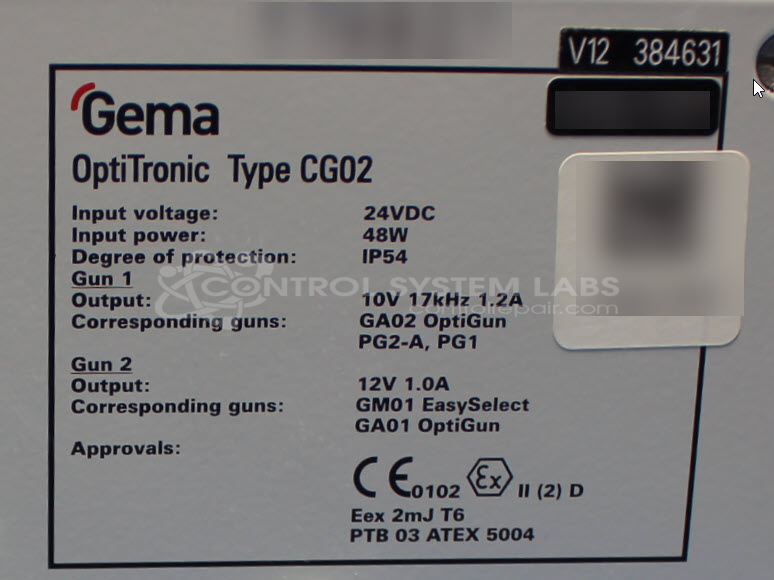 V12 384631
Gema
OptiTronic Type CG02
Input voltage: 24VDC
Input power: 48W
Degree of protection: IP54
Gun 1
CONTROL SYSTEM LABS
Output: 10V 17kHz 1.2A
controlrepair.com
Corresponding guns: GA02 OptiGun
PG2-A, PG1
Gun 2
Output: 12V 1.0A
Corresponding guns: GM01 EasySelect
GA01 OptiGun
Approvals:
CE0102 Ex II (2) D
Eex 2mJ T6
PTB 03 ATEX 5004